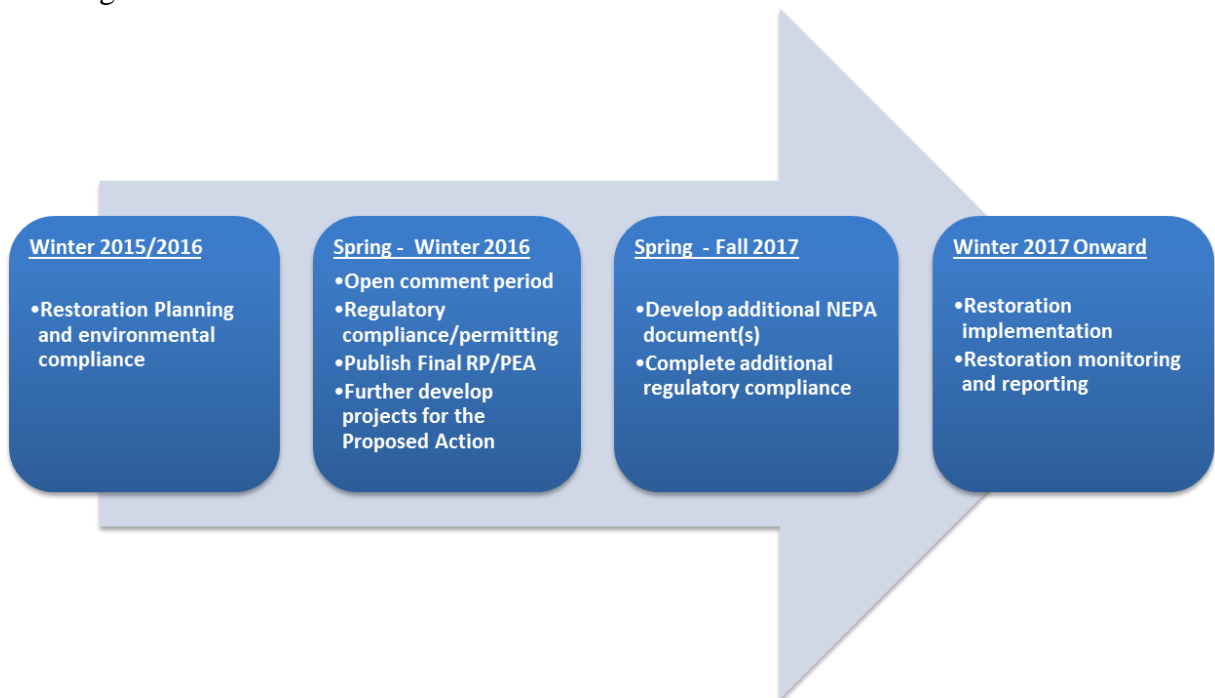 Winter 2015/2016
•Restoration Planning
and environmental
compliance
Spring - Winter 2016
•Open comment period
•Regulatory
compliance/permitting
•Publish Final RP/PEA
•Further develop
projects for the
Proposed Action
Spring - Fall 2017
•Develop additional NEPA
document(s)
•Complete additional
regulatory compliance
Winter 2017 Onward
•Restoration
implementation
•Restoration monitoring
and reporting